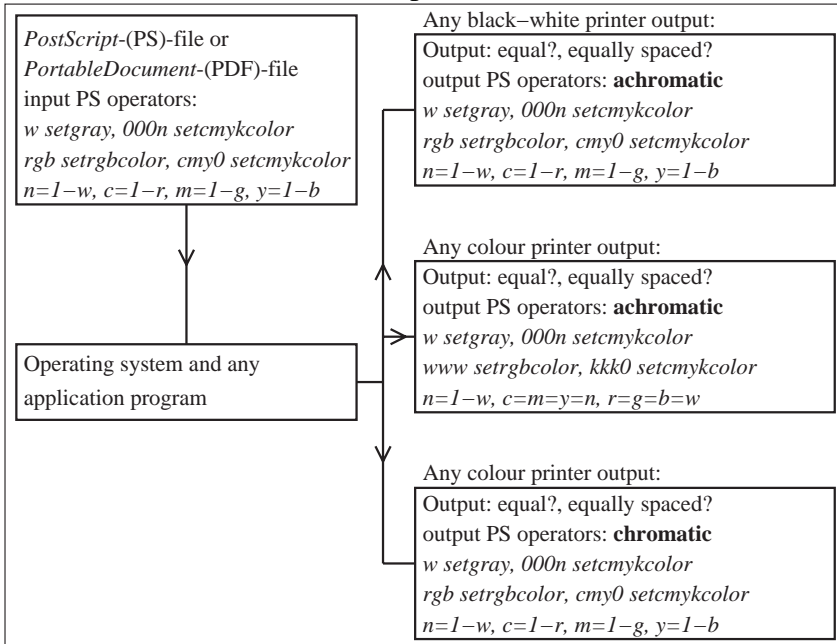 PostScript-(PS)-file or
PortableDocument-(PDF)-file
input PS operators:
w setgray, 000n setcmykcolor
rgb setrgbcolor, cmy0 setcmykcolor
n=1−w, c=1−r, m=1−g, y=1−b
Operating system and any
application program
Any black−white printer output:
Output: equal?, equally spaced?
output PS operators: achromatic
w setgray, 000n setcmykcolor
rgb setrgbcolor, cmy0 setcmykcolor
n=1−w, c=1−r, m=1−g, y=1−b
Any colour printer output:
Output: equal?, equally spaced?
output PS operators: achromatic
w setgray, 000n setcmykcolor
www setrgbcolor, kkk0 setcmykcolor
n=1−w, c=m=y=n, r=g=b=w
Any colour printer output:
Output: equal?, equally spaced?
output PS operators: chromatic
w setgray, 000n setcmykcolor
rgb setrgbcolor, cmy0 setcmykcolor
n=1−w, c=1−r, m=1−g, y=1−b